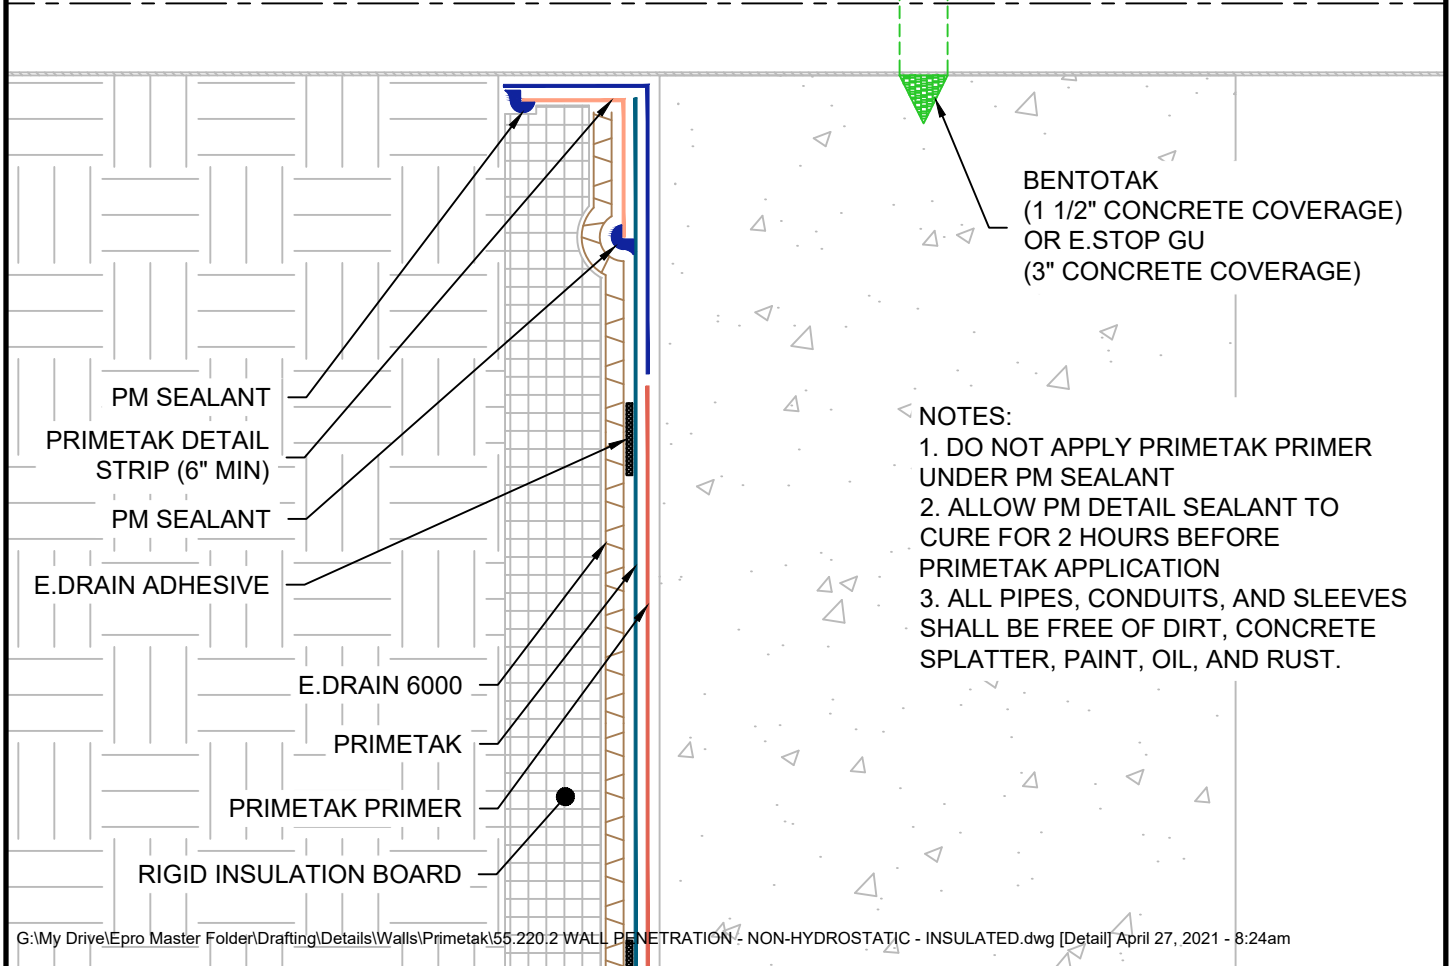 BENTOTAK
(1 1/2" CONCRETE COVERAGE)
OR E.STOP GU
(3" CONCRETE COVERAGE)
PM SEALANT
PRIMETAK DETAIL
STRIP (6" MIN)
PM SEALANT
E.DRAIN ADHESIVE
E.DRAIN 6000
PRIMETAK
PRIMETAK PRIMER
RIGID INSULATION BOARD
NOTES:
1. DO NOT APPLY PRIMETAK PRIMER
UNDER PM SEALANT
2. ALLOW PM DETAIL SEALANT TO
CURE FOR 2 HOURS BEFORE
PRIMETAK APPLICATION
3. ALL PIPES, CONDUITS, AND SLEEVES
SHALL BE FREE OF DIRT, CONCRETE
SPLATTER, PAINT, OIL, AND RUST.
G:\My Drive\Epro Master Folder\Drafting\Details\Walls\Primetak\55.220.2 WALL PENETRATION - NON-HYDROSTATIC - INSULATED.dwg [Detail] April 27, 2021 - 8:24am